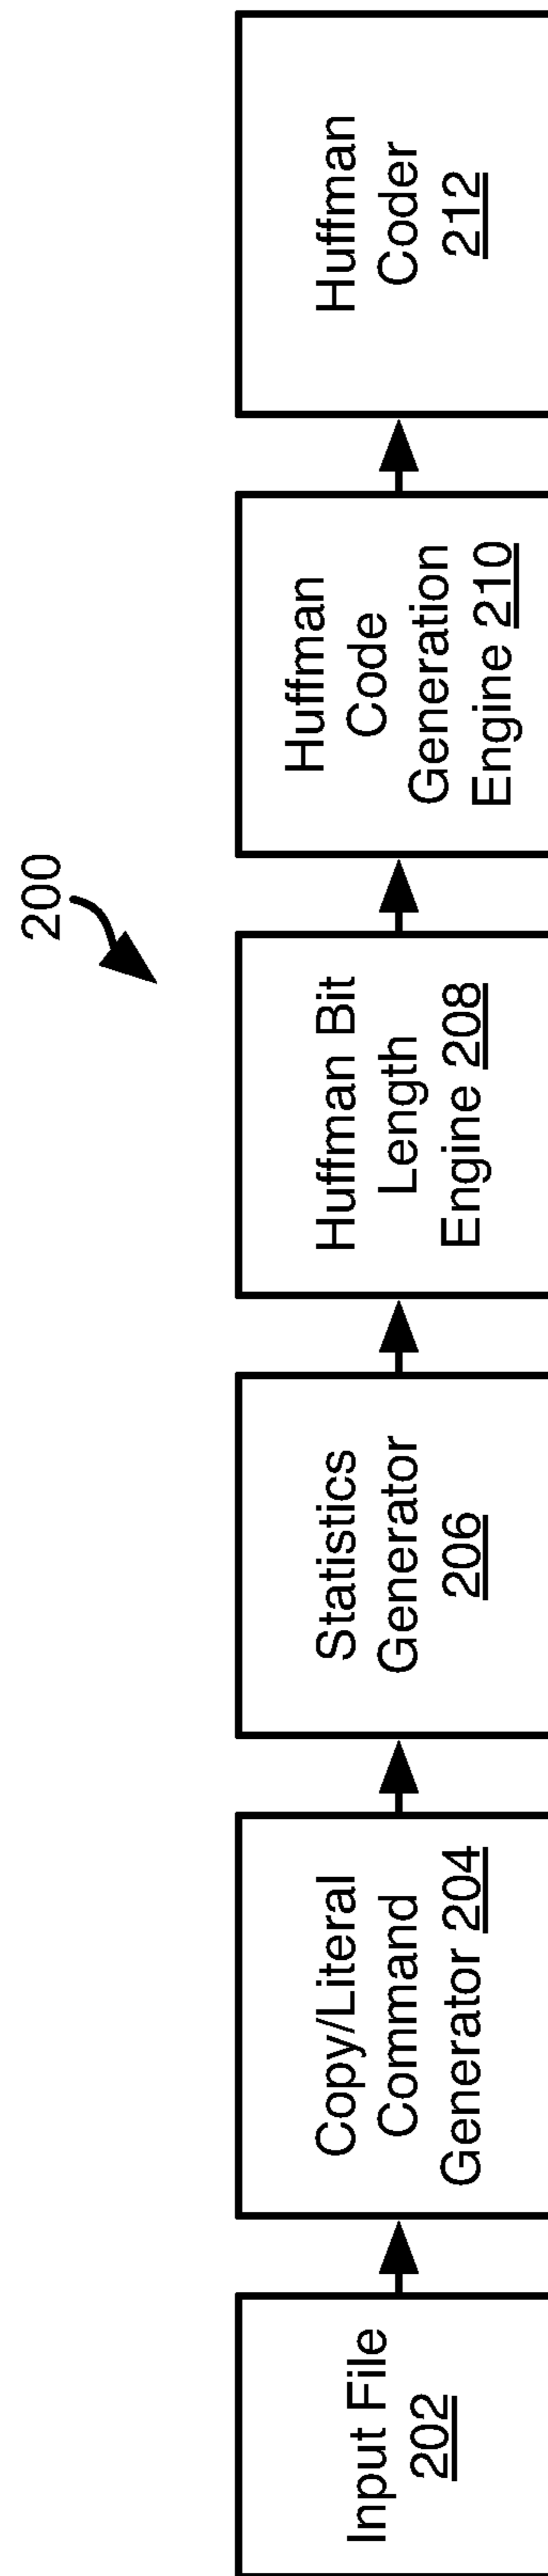 200
Input File
202
Copy/Literal
Command
Generator 204
Statistics
Generator
206
Huffman Bit
Length
Engine 208
Huffman
Code
Generation
Engine 210
Huffman
Coder
212